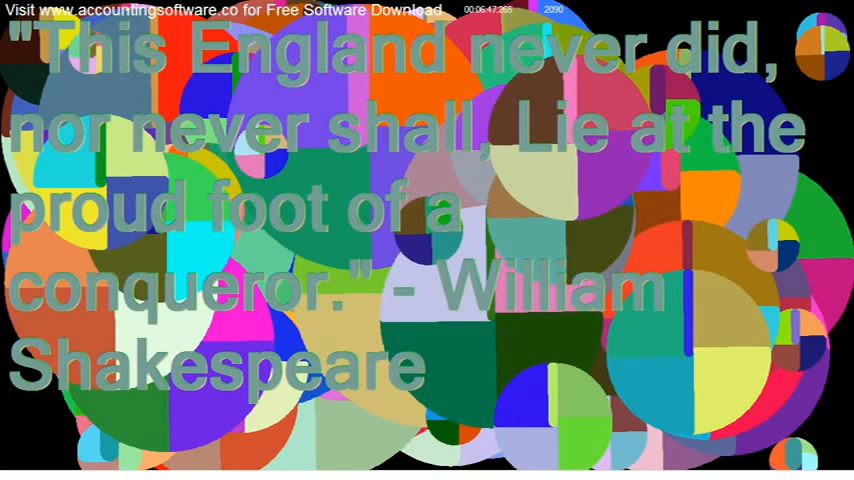 Visit www.accountingsoftware.co for Free Software Download 00:06:47:265 2090
"This England never did,
nor never shall, Lie at the
proud foot of a
conqueror." - William
Shakespeare